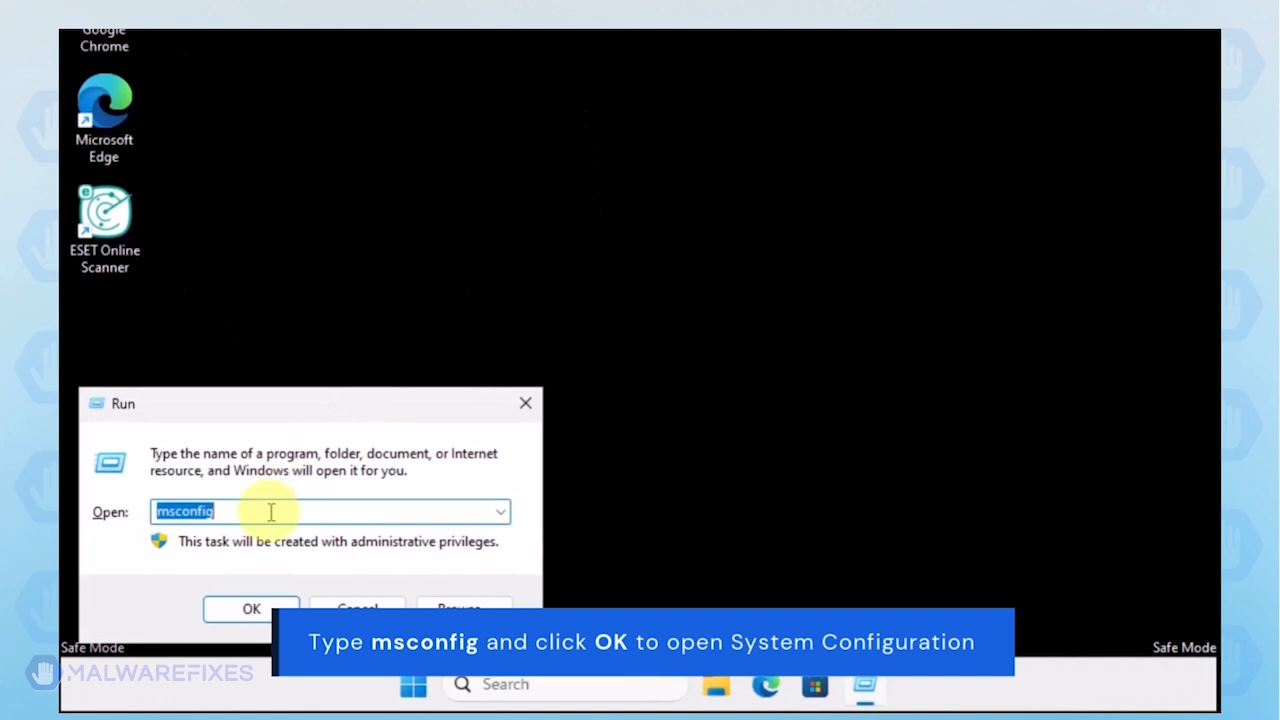 Google
Chrome
Microsoft
Edge
ESET Online
Scanner
Run
Type the name of a program, folder, document, or Internet
resource, and Windows will open it for you.
Open:
msconfig
This task will be created with administrative privileges.
OK
Cancel
Browse...
Type msconfig and click OK to open System Configuration
Safe Mode
Safe Mode
MALWAREFIXES
Search